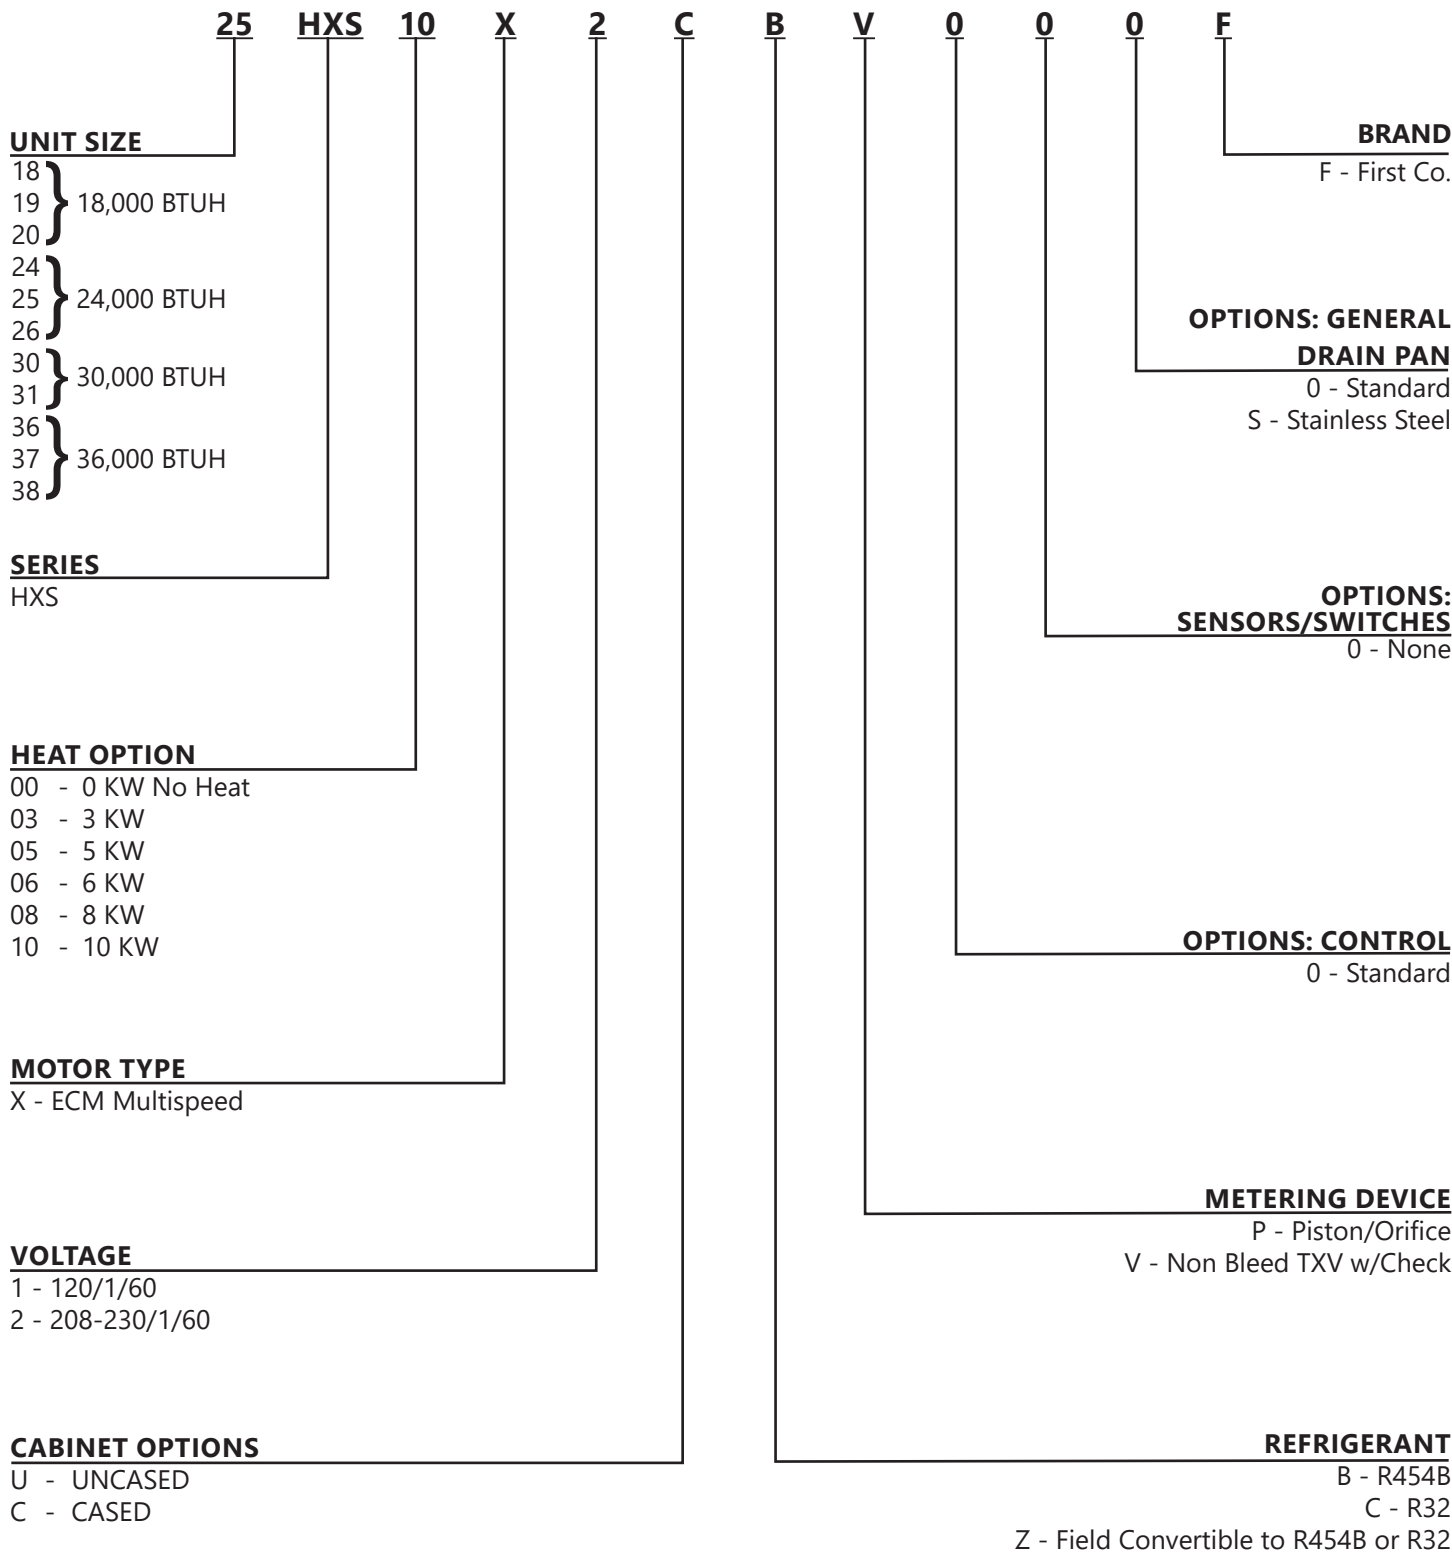 25 HXS 10 X 2 C B V 0 0 0 F
UNIT SIZE
18
19
20
18,000 BTUH
24
25
26
24,000 BTUH
30
31
30,000 BTUH
36
37
38
36,000 BTUH
SERIES
HXS
HEAT OPTION
00 - 0 KW No Heat
03 - 3 KW
05 - 5 KW
06 - 6 KW
08 - 8 KW
10 - 10 KW
MOTOR TYPE
X - ECM Multispeed
VOLTAGE
1 - 120/1/60
2 - 208-230/1/60
CABINET OPTIONS
U - UNCASED
C - CASED
BRAND
F - First Co.
OPTIONS: GENERAL
DRAIN PAN
0 - Standard
S - Stainless Steel
OPTIONS:
SENSORS/SWITCHES
0 - None
OPTIONS: CONTROL
0 - Standard
METERING DEVICE
P - Piston/Orifice
V - Non Bleed TXV w/Check
REFRIGERANT
B - R454B
C - R32
Z - Field Convertible to R454B or R32